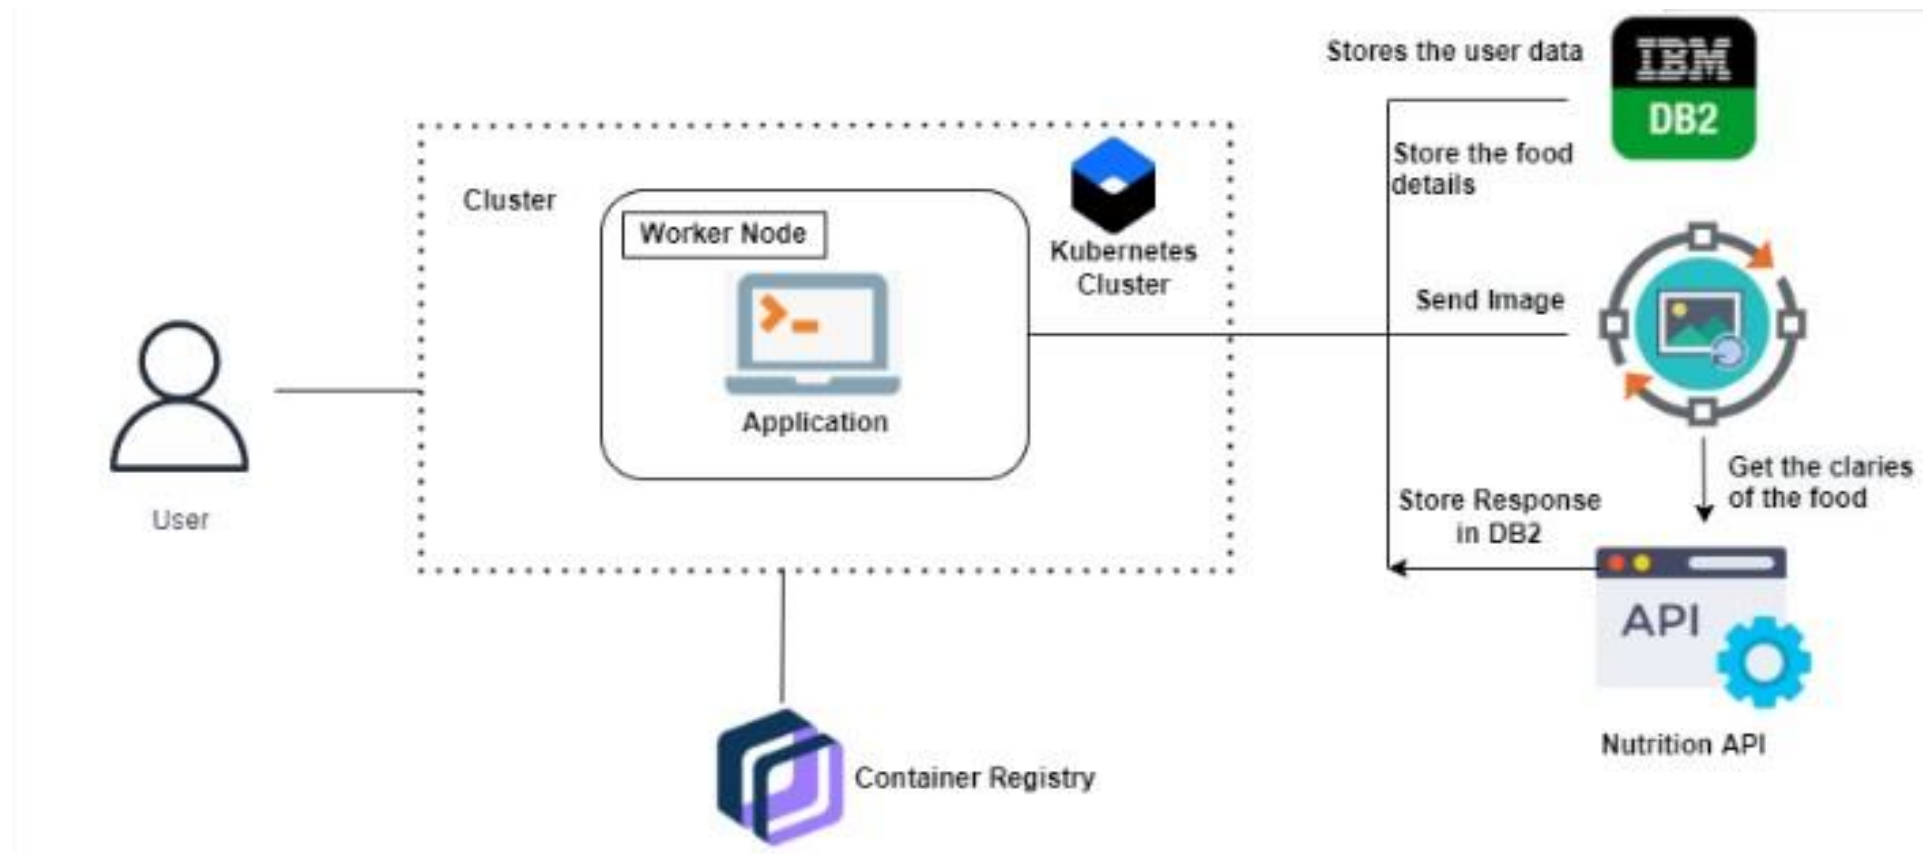 Stores the user data
IBM
DB2
Store the food
details
Cluster
Worker Node
Kubernetes
Cluster
Send Image
Application
User
Get the claries
of the food
Store Response
in DB2
API
Nutrition API
Container Registry